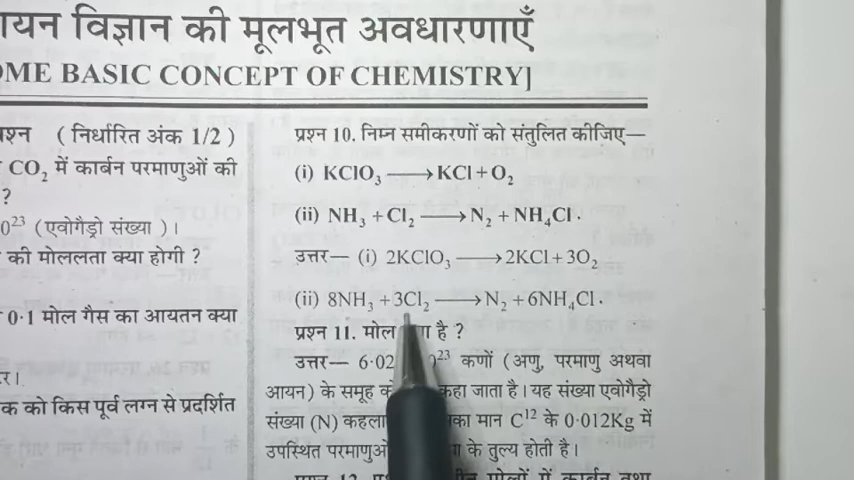 यन विज्ञान की मूलभूत अवधारणाएँ
OME BASIC CONCEPT OF CHEMISTRY]
( निर्धारित अंक 1/2 )
CO₂ में कार्बन परमाणुओं की
?
0²³ (एवोगैड्रो संख्या )।
की मोललता क्या होगी ?
0·1 मोल गैस का आयतन क्या
क को किस पूर्व लग्न से प्रदर्शित
प्रश्न 10. निम्न समीकरणों को संतुलित कीजिए—
(i) KClO₃ ⟶ KCl + O₂
(ii) NH₃ + Cl₂ ⟶ N₂ + NH₄Cl .
उत्तर— (i) 2KClO₃ ⟶ 2KCl + 3O₂
(ii) 8NH₃ + 3Cl₂ ⟶ N₂ + 6NH₄Cl .
प्रश्न 11. मोल है ?
उत्तर— 6·02 0²³ कणों (अणु, परमाणु अथवा
आयन) के समूह कहा जाता है। यह संख्या एवोगैड्रो
संख्या (N) मान C¹² के 0·012Kg में
उपस्थित के तुल्य होती है।